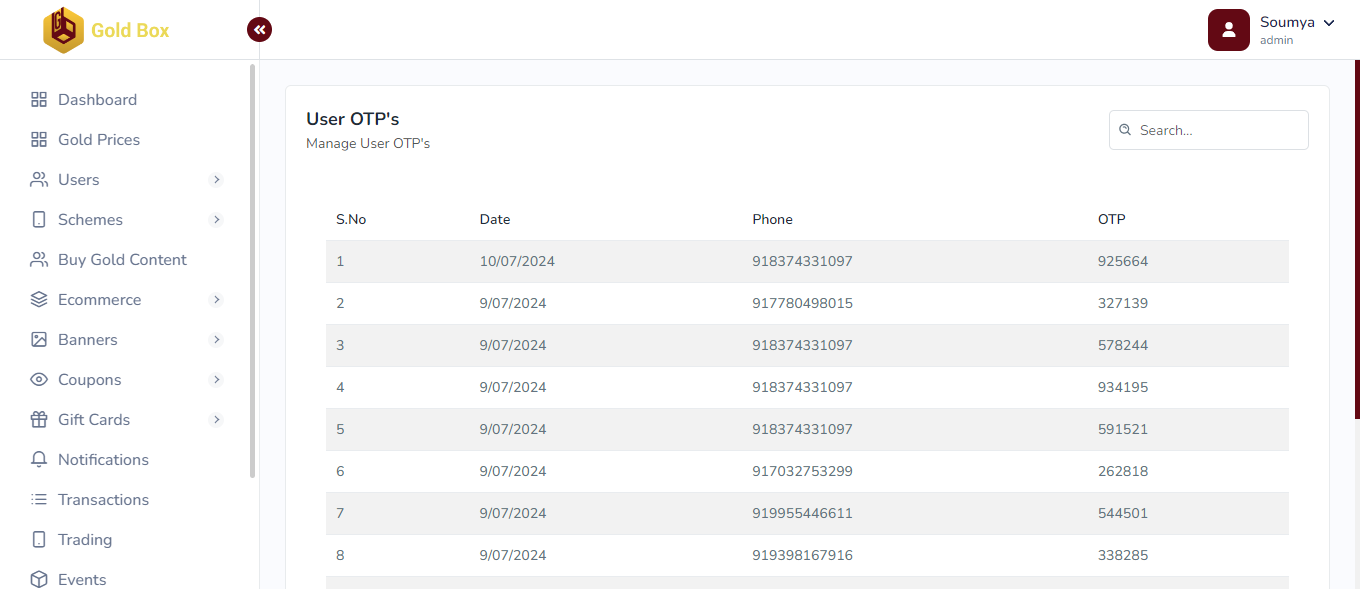 Gold Box
Soumya
admin
Dashboard
Gold Prices
Users
Schemes
Buy Gold Content
Ecommerce
Banners
Coupons
Gift Cards
Notifications
Transactions
Trading
Events
User OTP's
Manage User OTP's
Search...
S.No Date Phone OTP
1 10/07/2024 918374331097 925664
2 9/07/2024 917780498015 327139
3 9/07/2024 918374331097 578244
4 9/07/2024 918374331097 934195
5 9/07/2024 918374331097 591521
6 9/07/2024 917032753299 262818
7 9/07/2024 919955446611 544501
8 9/07/2024 919398167916 338285